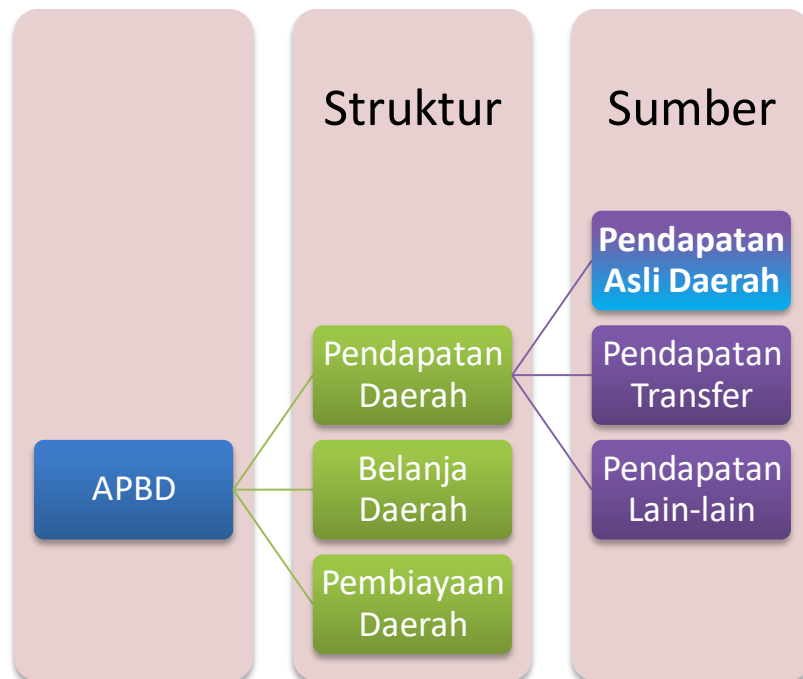 Struktur
Sumber
APBD
Pendapatan
Daerah
Belanja
Daerah
Pembiayaan
Daerah
Pendapatan
Asli Daerah
Pendapatan
Transfer
Pendapatan
Lain-lain